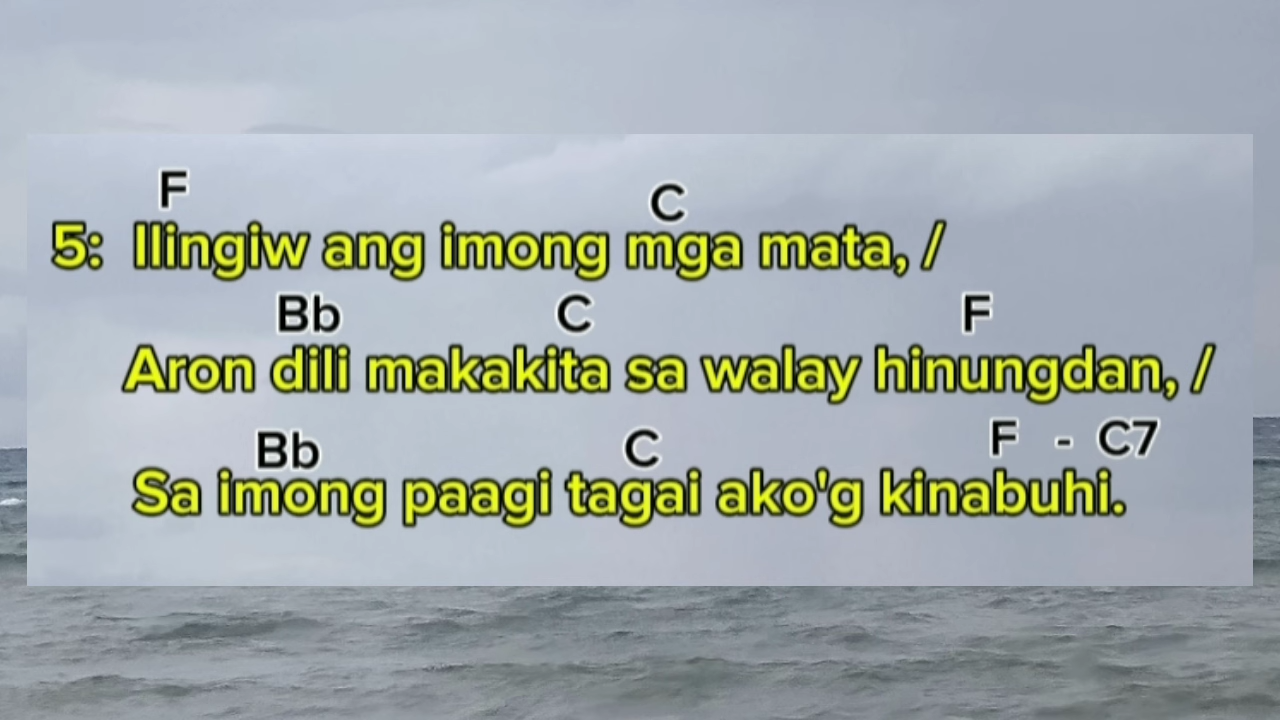 F C
5: Ilingiw ang imong mga mata, /
Bb C F
Aron dili makakita sa walay hinungdan, /
Bb C F - C7
Sa imong paagi tagai ako'g kinabuhi.